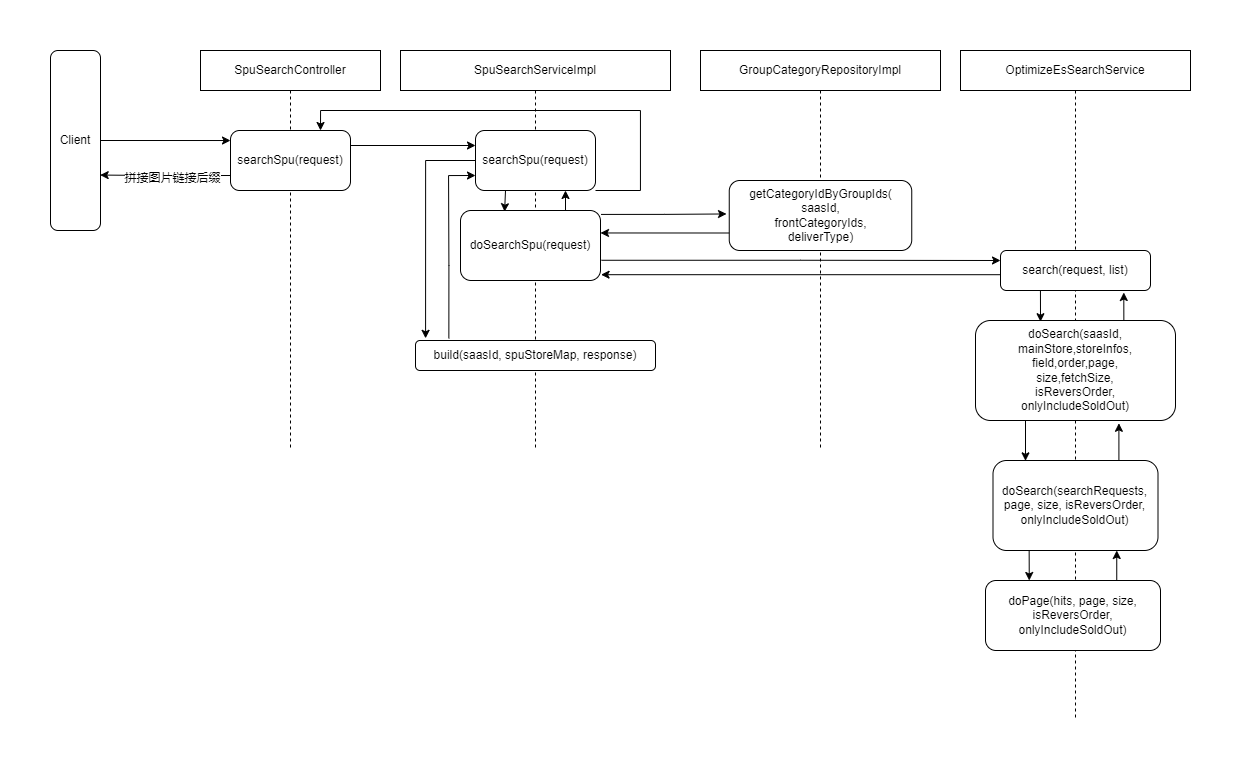 SpuSearchController
SpuSearchServiceImpl
GroupCategoryRepositoryImpl
OptimizeEsSearchService
Client
searchSpu(request)
拼接图片链接后缀
searchSpu(request)
doSearchSpu(request)
build(saasId, spuStoreMap, response)
getCategoryIdByGroupIds(
saasId,
frontCategoryIds,
deliverType)
search(request, list)
doSearch(saasId,
mainStore,storeInfos,
field,order,page,
size,fetchSize,
isReversOrder,
onlyIncludeSoldOut)
doSearch(searchRequests,
page, size, isReversOrder,
onlyIncludeSoldOut)
doPage(hits, page, size,
isReversOrder,
onlyIncludeSoldOut)